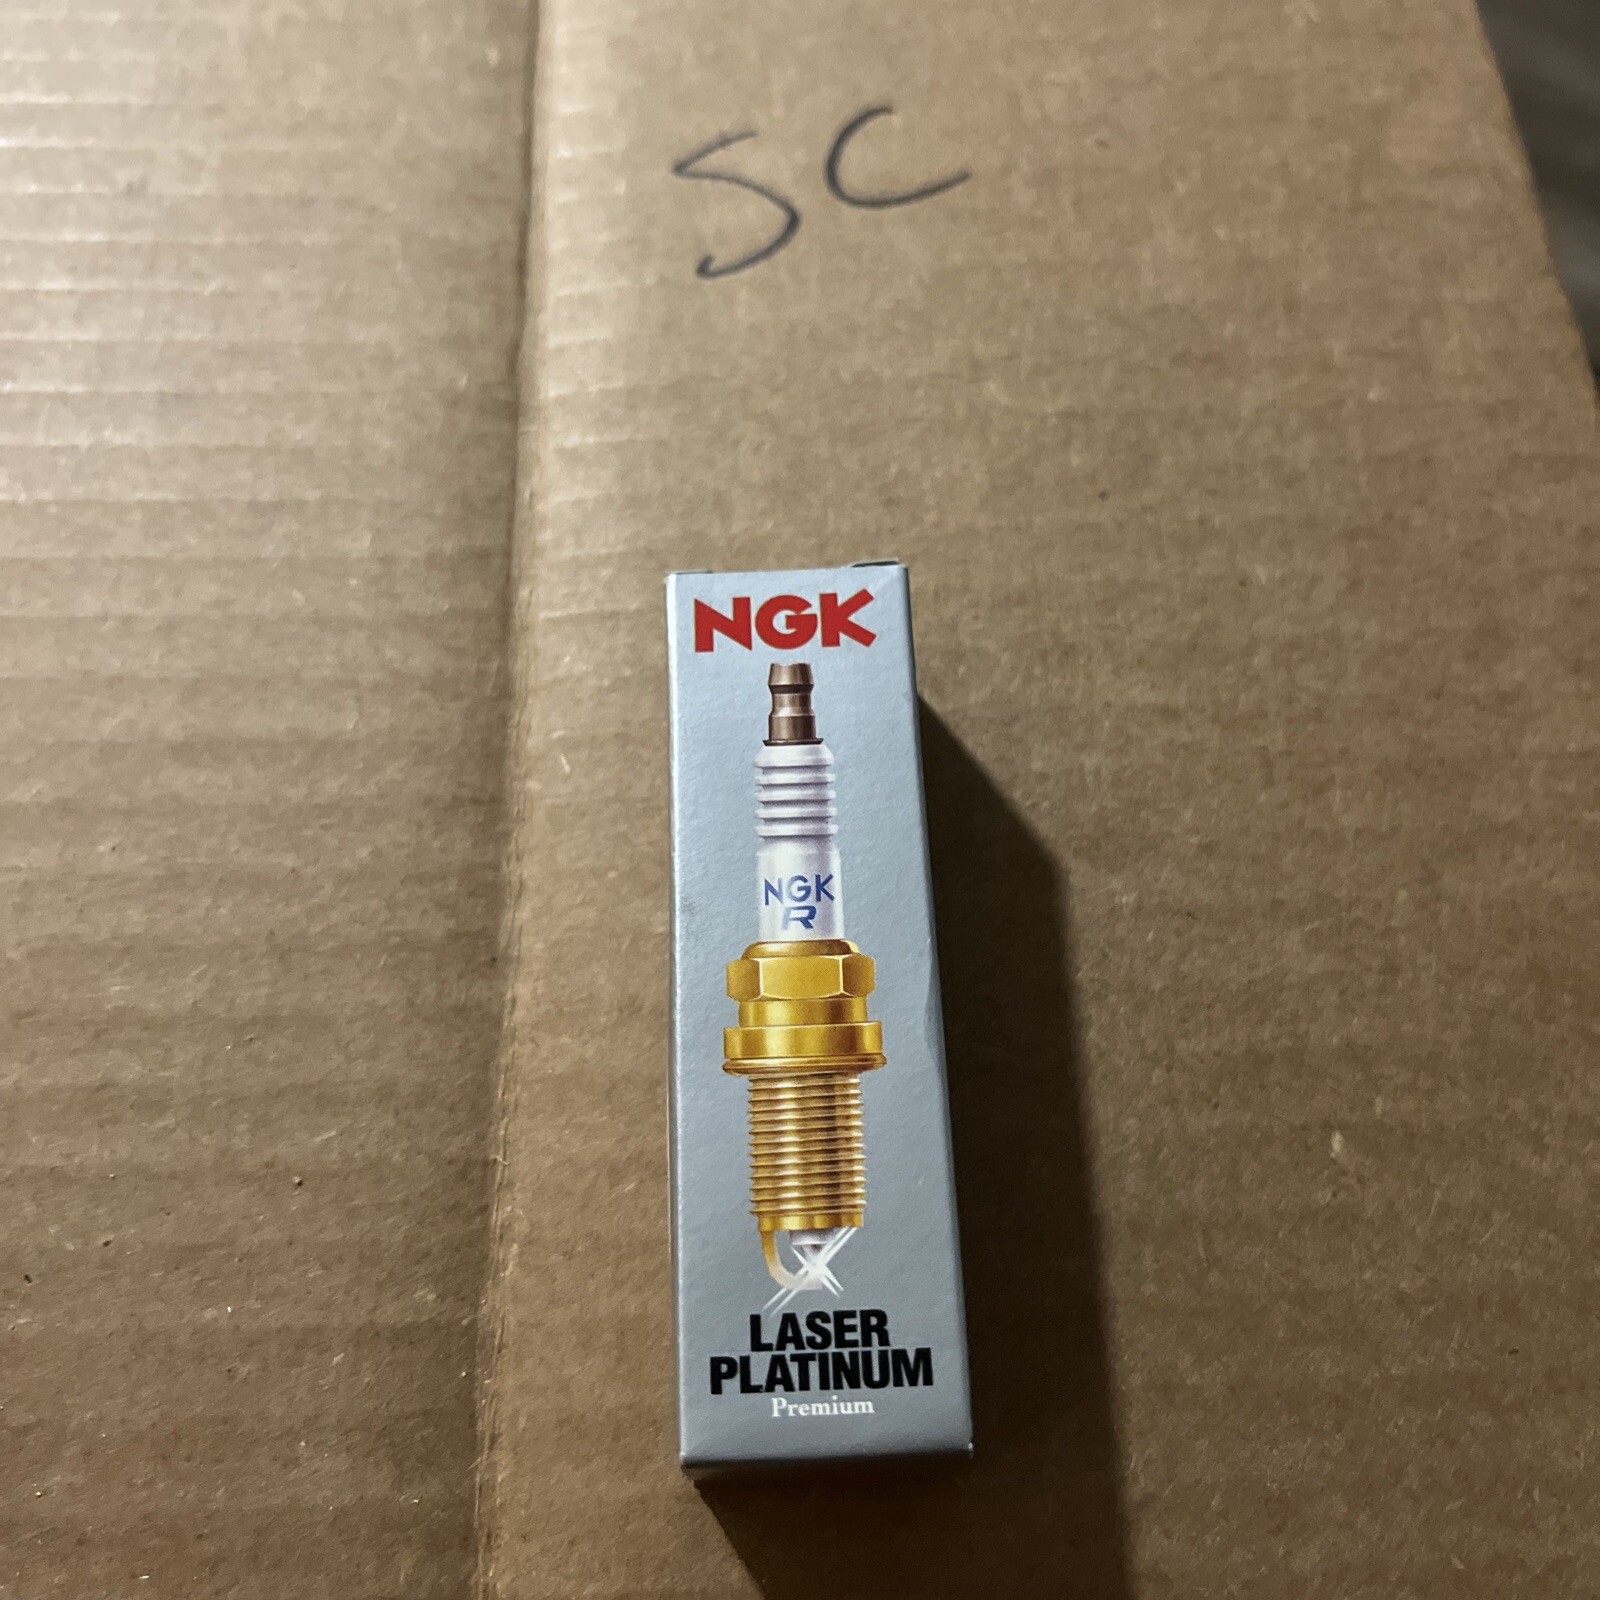 SC
NGK
NGK
R
LASER
PLATINUM
Premium